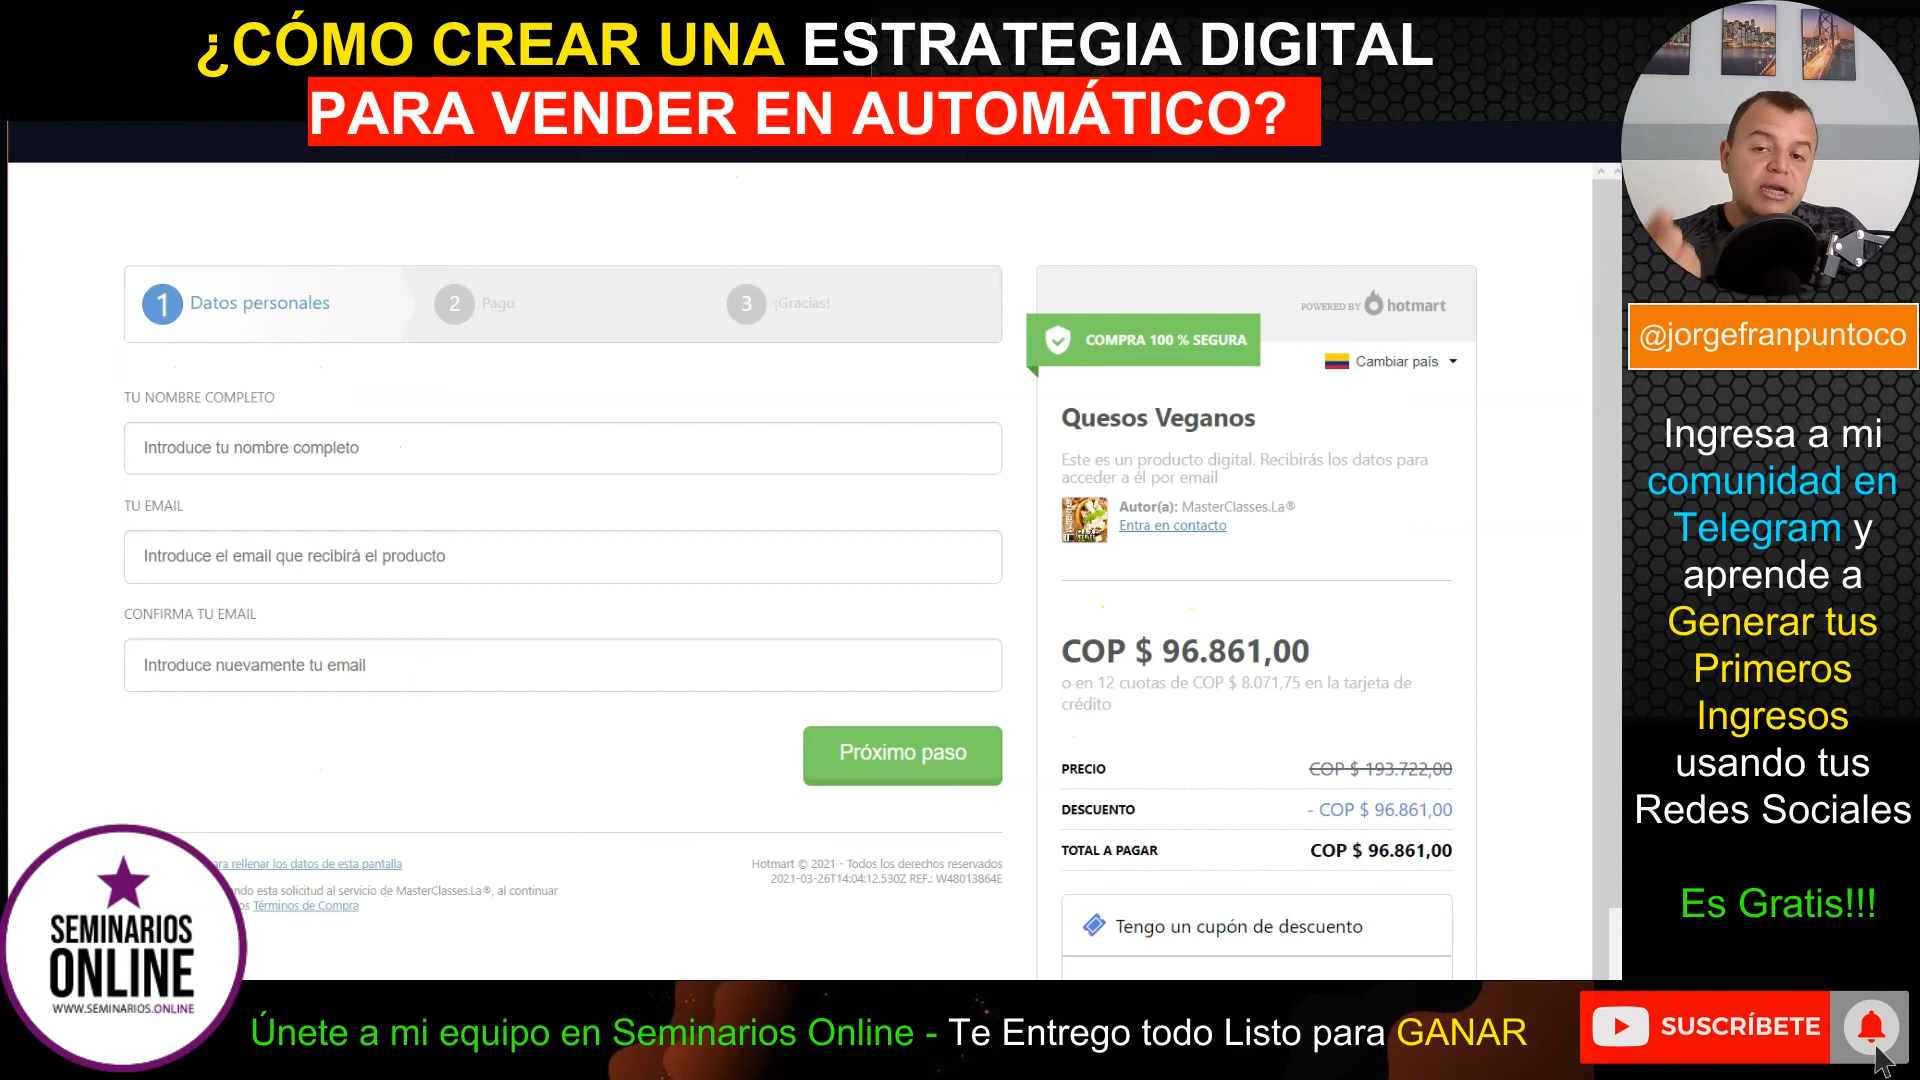 ¿CÓMO CREAR UNA ESTRATEGIA DIGITAL
PARA VENDER EN AUTOMÁTICO?
1 Datos personales
2 Pago
3 ¡Gracias!
TU NOMBRE COMPLETO
Introduce tu nombre completo
TU EMAIL
Introduce el email que recibirá el producto
CONFIRMA TU EMAIL
Introduce nuevamente tu email
Próximo paso
ara rellenar los datos de esta pantalla
ndo esta solicitud al servicio de MasterClasses.La®, al continuar
os Términos de Compra
Hotmart © 2021 - Todos los derechos reservados
2021-03-26T14:04:12.530Z REF.: W48013864E
POWERED BY hotmart
COMPRA 100 % SEGURA
Cambiar país
Quesos Veganos
Este es un producto digital. Recibirás los datos para
acceder a él por email
Autor(a): MasterClasses.La®
Entra en contacto
COP $ 96.861,00
o en 12 cuotas de COP $ 8.071,75 en la tarjeta de
crédito
PRECIO COP $ 193.722,00
DESCUENTO - COP $ 96.861,00
TOTAL A PAGAR COP $ 96.861,00
Tengo un cupón de descuento
@jorgefranpuntoco
Ingresa a mi
comunidad en
Telegram y
aprende a
Generar tus
Primeros
Ingresos
usando tus
Redes Sociales
Es Gratis!!!
SEMINARIOS
ONLINE
WWW.SEMINARIOS.ONLINE
Únete a mi equipo en Seminarios Online - Te Entrego todo Listo para GANAR
SUSCRÍBETE